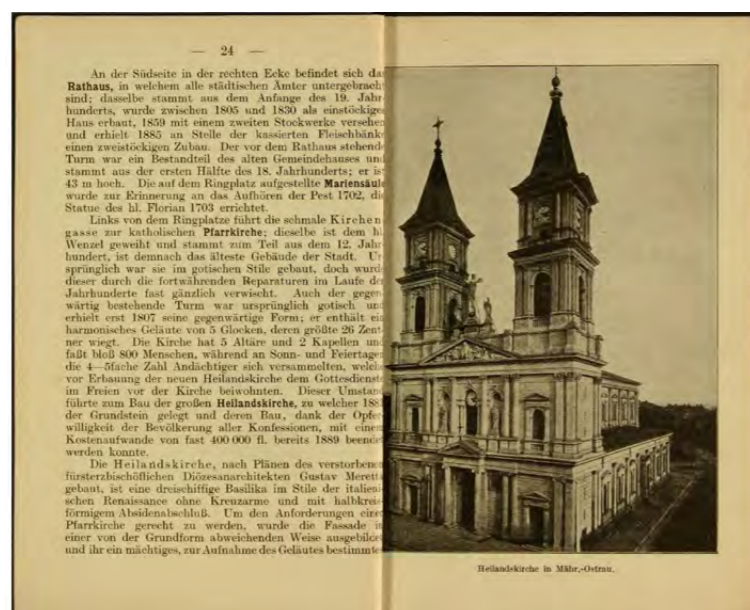 — 24 —
An der Südseite in der rechten Ecke befindet sich da
Rathaus, in welchem alle städtischen Ämter untergebrach
sind; dasselbe stammt aus dem Anfange des 19. Jahr
hunderts, wurde zwischen 1805 und 1830 als einstöckige
Haus erbaut, 1859 mit einem zweiten Stockwerke versehen
und erhielt 1885 an Stelle der kassierten Fleischbänke
einen zweistöckigen Zubau. Der vor dem Rathaus stehende
Turm war ein Bestandteil des alten Gemeindehauses und
stammt aus der ersten Hälfte des 18. Jahrhunderts; er ist
43 m hoch. Die auf dem Ringplatz aufgestellte Mariensäule
wurde zur Erinnerung an das Aufhören der Pest 1702, die
Statue des hl. Florian 1703 errichtet.
Links von dem Ringplatze führt die schmale Kirchen
gasse zur katholischen Pfarrkirche; dieselbe ist dem hl.
Wenzel geweiht und stammt zum Teil aus dem 12. Jahr
hundert, ist demnach das älteste Gebäude der Stadt. Ur
sprünglich war sie im gotischen Stile gebaut, doch wurde
dieser durch die fortwährenden Reparaturen im Laufe der
Jahrhunderte fast gänzlich verwischt. Auch der gegen
wärtig bestehende Turm war ursprünglich gotisch und
erhielt erst 1807 seine gegenwärtige Form; er enthält ein
harmonisches Geläute von 5 Glocken, deren größte 26 Zent
ner wiegt. Die Kirche hat 5 Altäre und 2 Kapellen und
faßt bloß 800 Menschen, während an Sonn- und Feiertagen
die 4—5fache Zahl Andächtiger sich versammelten, welche
vor Erbauung der neuen Heilandskirche dem Gottesdienste
im Freien vor der Kirche beiwohnten. Dieser Umstand
führte zum Bau der großen Heilandskirche, zu welcher 188
der Grundstein gelegt und deren Bau, dank der Opfer
willigkeit der Bevölkerung aller Konfessionen, mit einem
Kostenaufwande von fast 400 000 fl. bereits 1889 beendet
werden konnte.
Die Heilandskirche, nach Plänen des verstorbenen
fürsterzbischöflichen Diözesanarchitekten Gustav Merett
gebaut, ist eine dreischiffige Basilika im Stile der italieni
schen Renaissance ohne Kreuzarme und mit halbkreis
förmigem Absidenabschluß. Um den Anforderungen einer
Pfarrkirche gerecht zu werden, wurde die Fassade in
einer von der Grundform abweichenden Weise ausgebildet
und ihr ein mächtiges, zur Aufnahme des Geläutes bestimmtes
Heilandskirche in Mähr.-Ostrau.